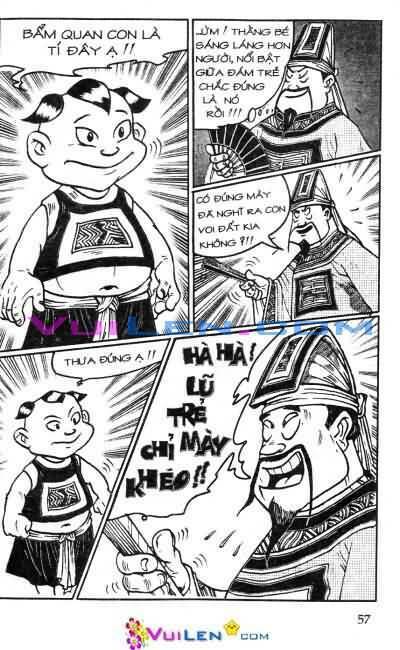 BẨM QUAN CON LÀ
TÍ ĐÂY Ạ !!
..ỪM ! THẰNG BÉ
SÁNG LÁNG HƠN
NGƯỜI, NỔI BẬT
GIỮA ĐÁM TRẺ
CHẮC ĐÚNG
LÀ NÓ
RỒI !!!
CÓ ĐÚNG MÀY
ĐÃ NGHĨ RA CON
VOI ĐẤT KIA
KHÔNG ?!!
VUILEN.COM
THƯA ĐÚNG Ạ !!
HÀ HÀ!
LŨ
TRẺ
CHỈ MÀY
KHÉO!!
57
VUILEN COM